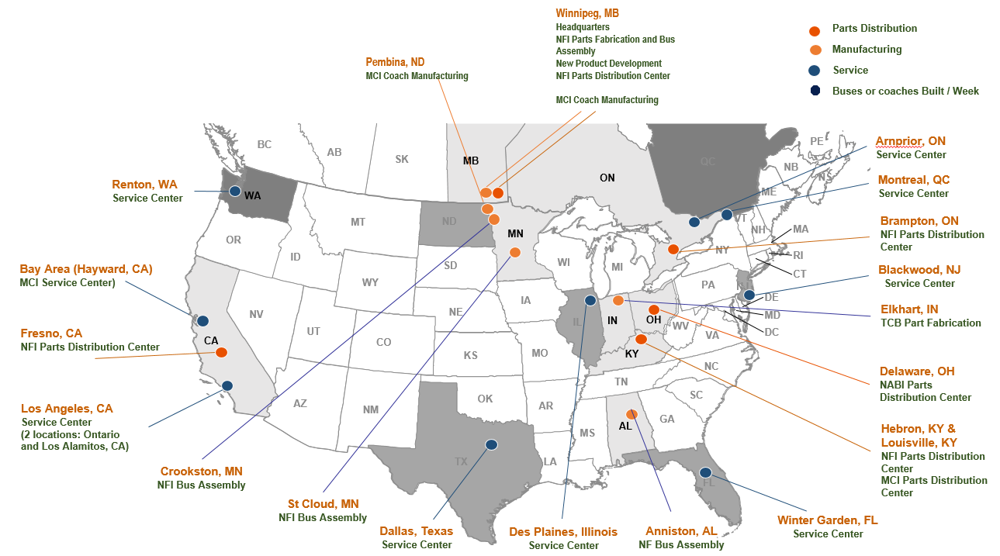 Winnipeg, MB
Headquarters
NFI Parts Fabrication and Bus
Assembly
New Product Development
NFI Parts Distribution Center
MCI Coach Manufacturing
Parts Distribution
Manufacturing
Service
Buses or coaches Built / Week
Pembina, ND
MCI Coach Manufacturing
Arnprior, ON
Service Center
Montreal, QC
Service Center
Brampton, ON
NFI Parts Distribution
Center
Blackwood, NJ
Service Center
Elkhart, IN
TCB Part Fabrication
Delaware, OH
NABI Parts
Distribution Center
Hebron, KY &
Louisville, KY
NFI Parts Distribution
Center
MCI Parts Distribution
Center
Renton, WA
Service Center
Bay Area (Hayward, CA)
MCI Service Center)
Fresno, CA
NFI Parts Distribution Center
Los Angeles, CA
Service Center
(2 locations: Ontario
and Los Alamitos, CA)
Crookston, MN
NFI Bus Assembly
St Cloud, MN
NFI Bus Assembly
Dallas, Texas
Service Center
Des Plaines, Illinois
Service Center
Anniston, AL
NF Bus Assembly
Winter Garden, FL
Service Center
BC
AB
SK
MB
ON
QC
PE
NB
NS
ME
WA
MT
ND
MN
OR
ID
WY
SD
WI
MI
NY
VT
NH
MA
RI
CT
PA
NJ
DE
MD
DC
NV
UT
CO
NE
IA
IL
IN
OH
WV
VA
CA
KS
MO
KY
NC
TN
SC
AZ
NM
OK
AR
MS
AL
GA
TX
LA
FL